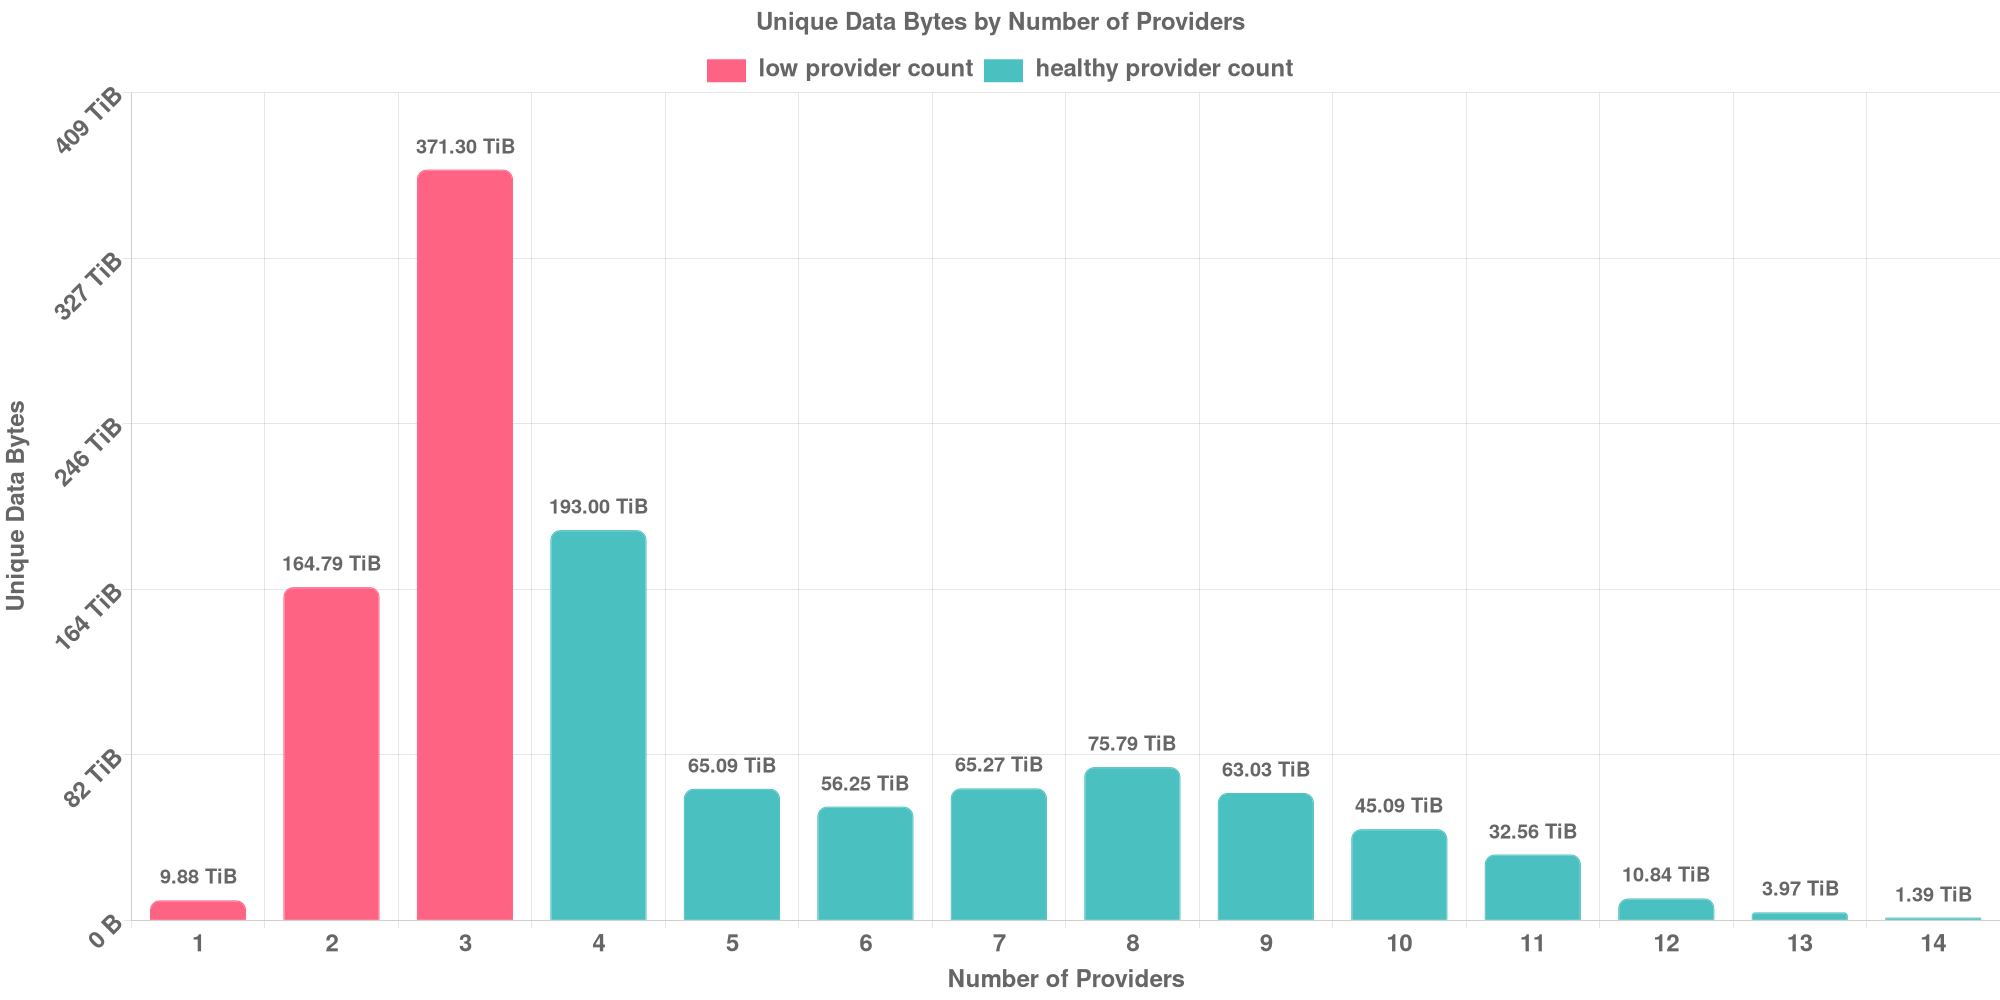 Unique Data Bytes by Number of Providers
low provider count healthy provider count
409 TiB
327 TiB
246 TiB
164 TiB
82 TiB
0 B
Unique Data Bytes
9.88 TiB
164.79 TiB
371.30 TiB
193.00 TiB
65.09 TiB
56.25 TiB
65.27 TiB
75.79 TiB
63.03 TiB
45.09 TiB
32.56 TiB
10.84 TiB
3.97 TiB
1.39 TiB
1 2 3 4 5 6 7 8 9 10 11 12 13 14
Number of Providers